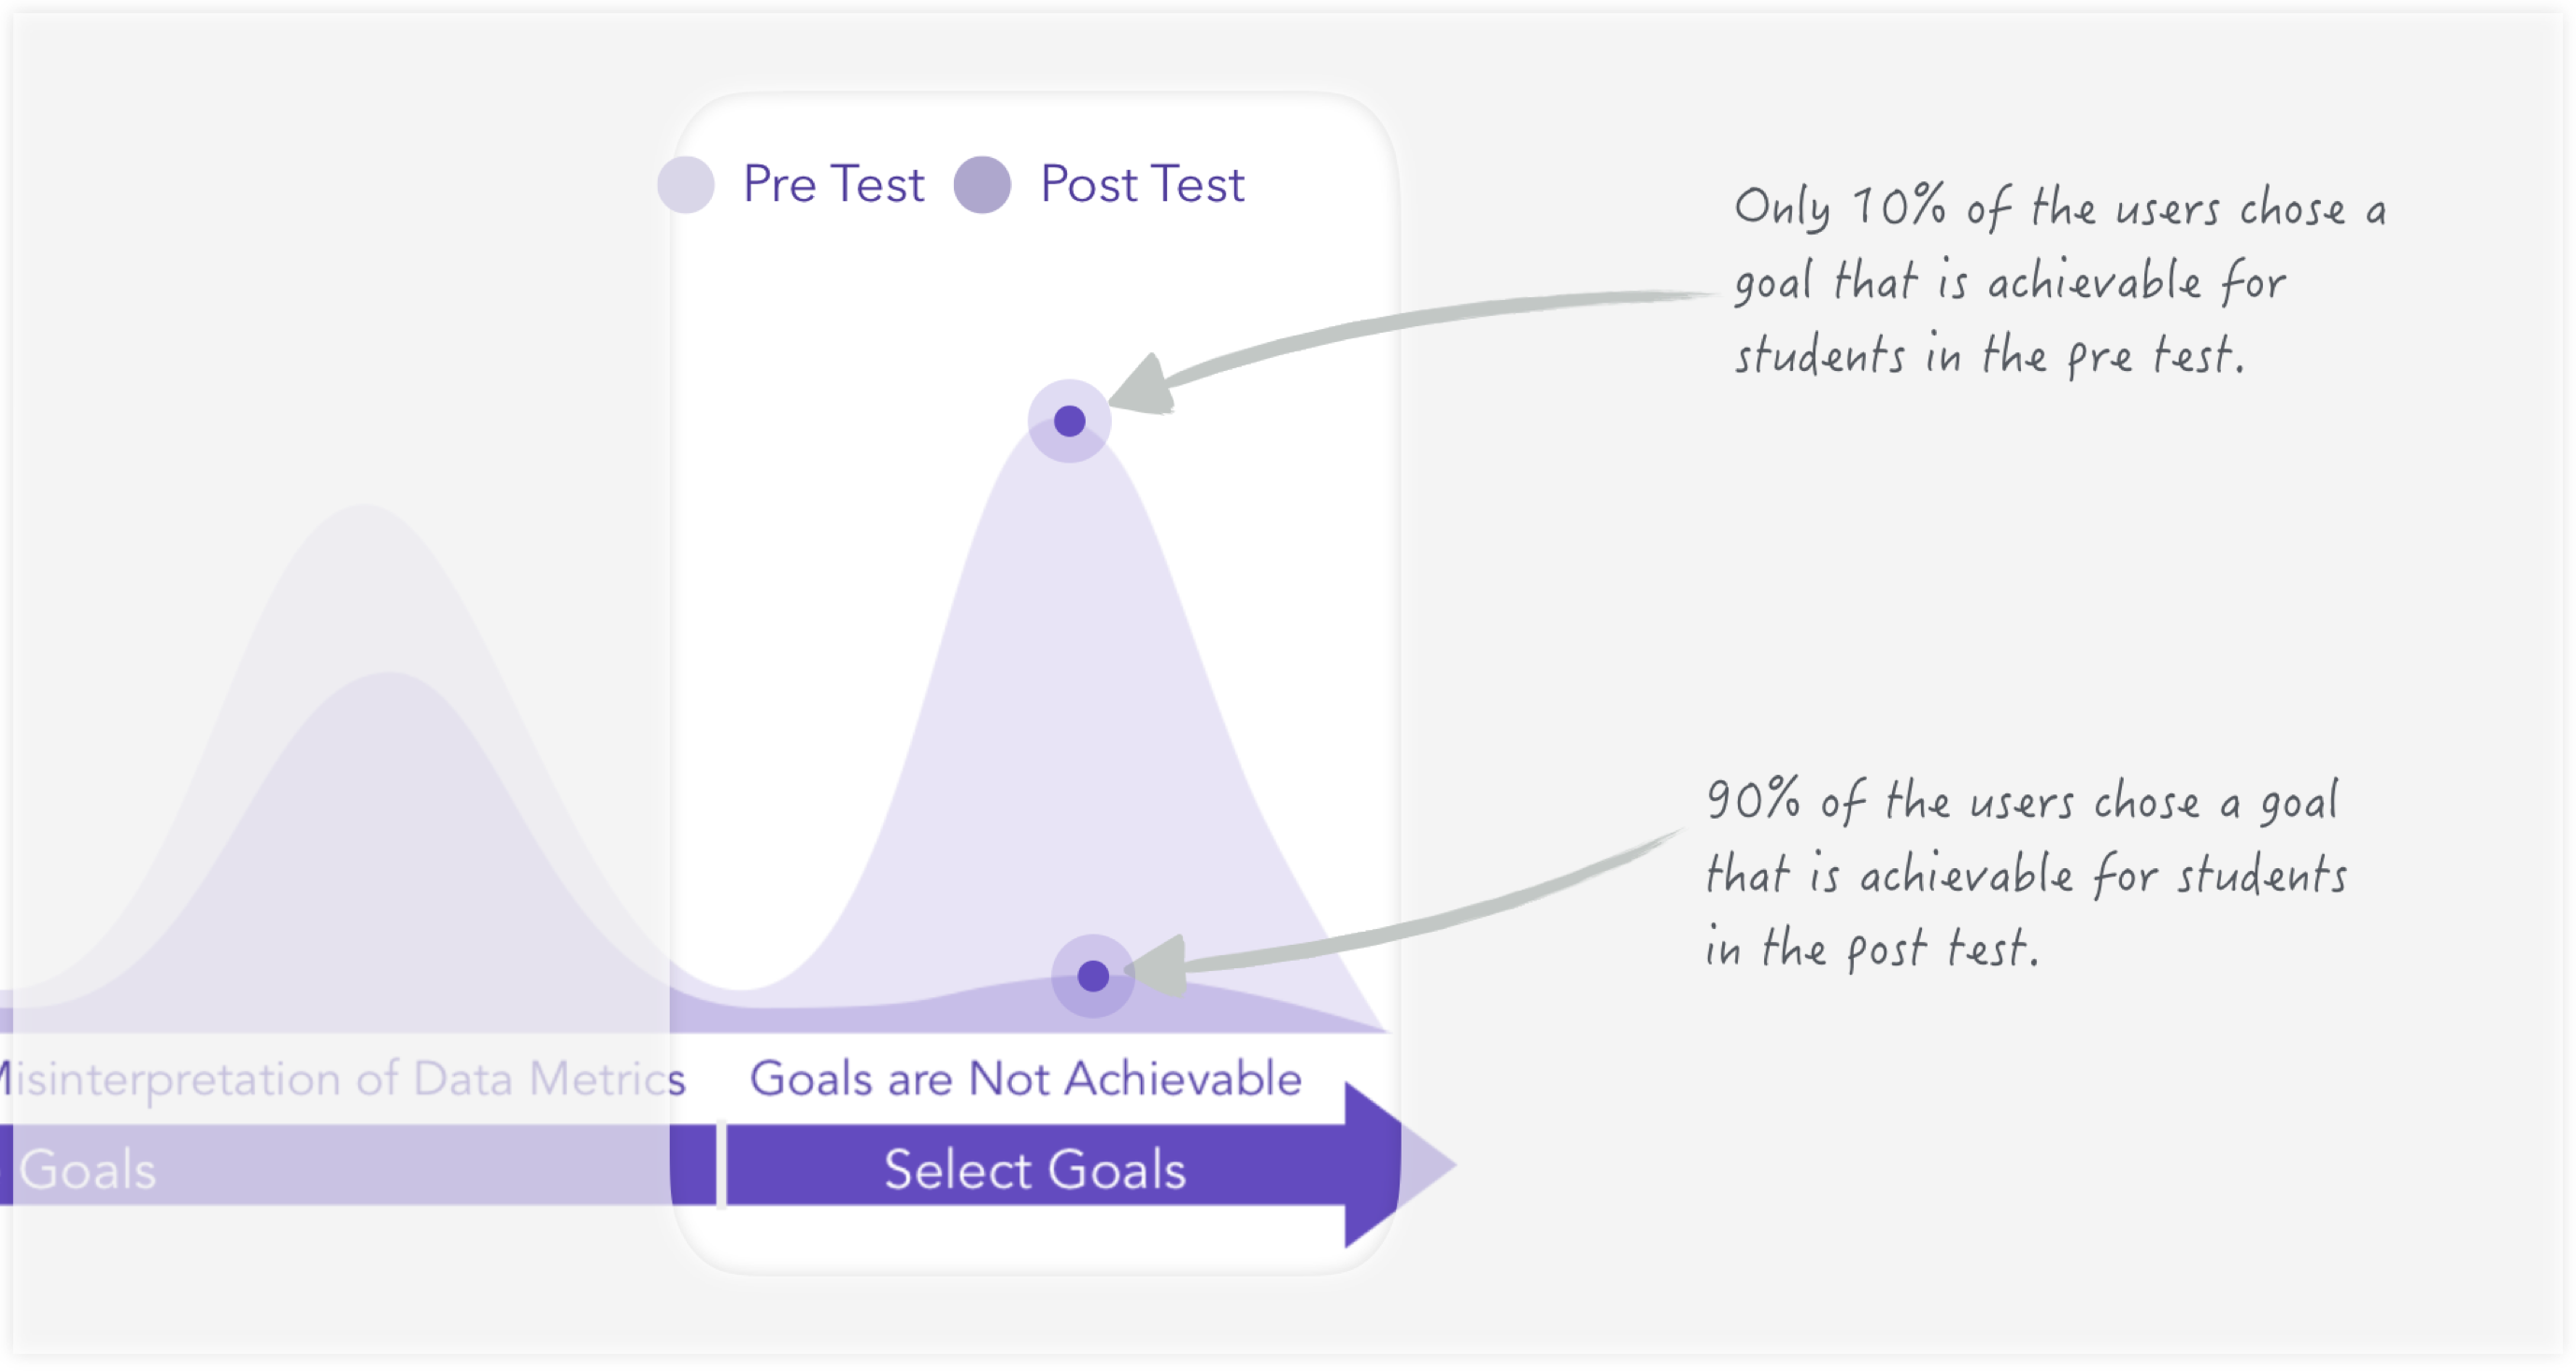 Pre Test Post Test
Only 10% of the users chose a
goal that is achievable for
students in the pre test.
90% of the users chose a goal
that is achievable for students
in the post test.
Misinterpretation of Data Metrics
Goals are Not Achievable
Goals
Select Goals